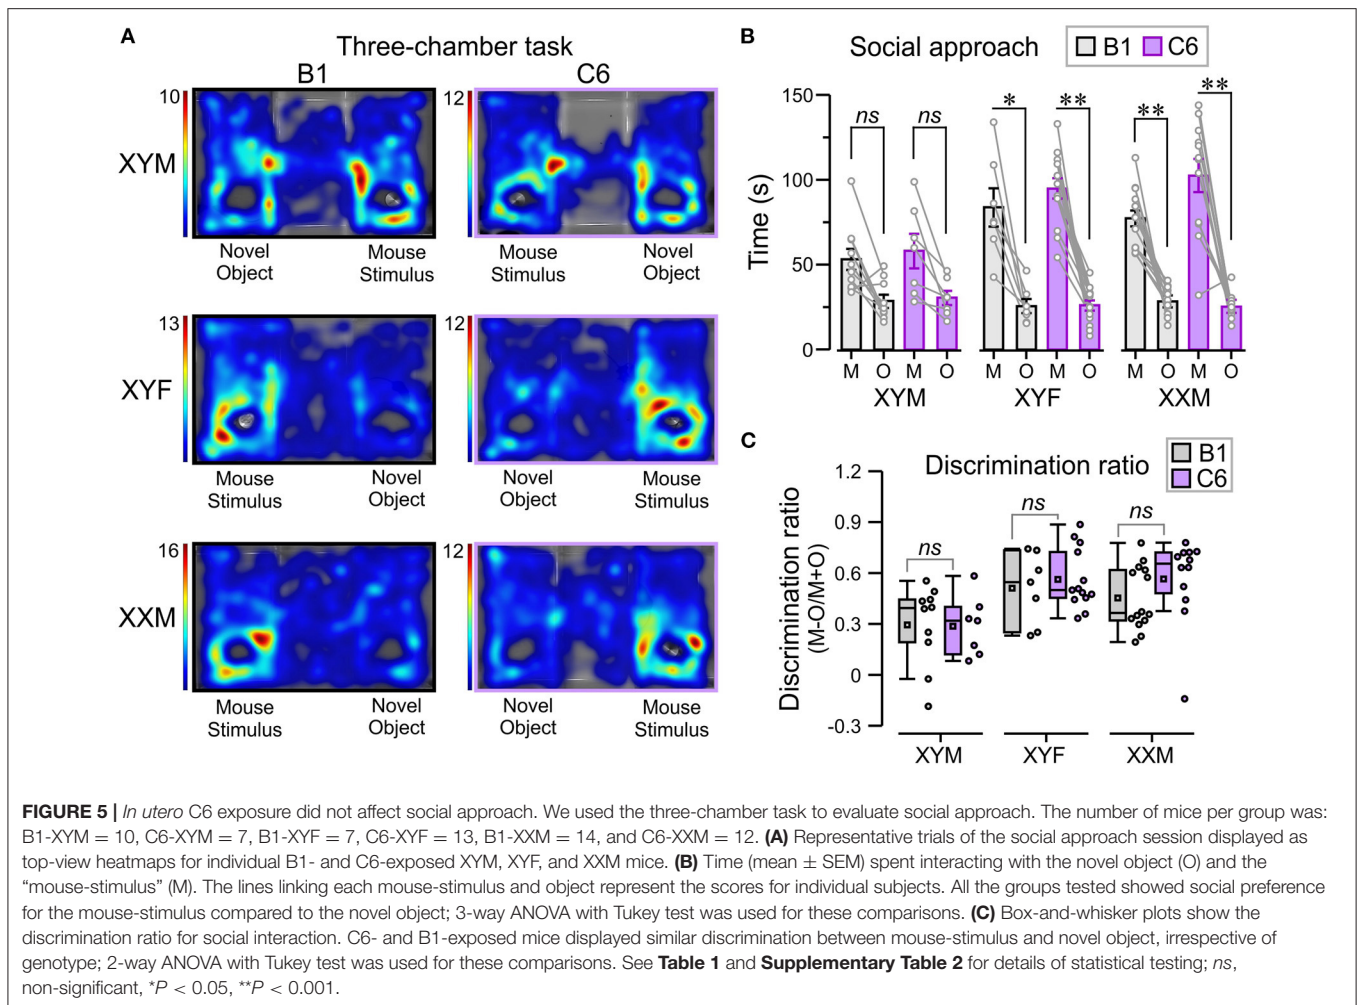 A
Three-chamber task
B1
C6
10
12
XYM
Novel
Object
Mouse
Stimulus
Mouse
Stimulus
Novel
Object
13
12
XYF
Mouse
Stimulus
Novel
Object
Novel
Object
Mouse
Stimulus
16
12
XXM
Mouse
Stimulus
Novel
Object
Novel
Object
Mouse
Stimulus
B
Social approach
B1 C6
Time (s)
150
100
50
0
ns ns * ** ** **
M O M O M O M O M O M O
XYM XYF XXM
C
Discrimination ratio
B1
C6
Discrimination ratio
(M-O/M+O)
1.2
0.9
0.6
0.3
0
-0.3
ns ns ns
XYM XYF XXM
FIGURE 5 | In utero C6 exposure did not affect social approach. We used the three-chamber task to evaluate social approach. The number of mice per group was:
B1-XYM = 10, C6-XYM = 7, B1-XYF = 7, C6-XYF = 13, B1-XXM = 14, and C6-XXM = 12. (A) Representative trials of the social approach session displayed as
top-view heatmaps for individual B1- and C6-exposed XYM, XYF, and XXM mice. (B) Time (mean ± SEM) spent interacting with the novel object (O) and the
“mouse-stimulus” (M). The lines linking each mouse-stimulus and object represent the scores for individual subjects. All the groups tested showed social preference
for the mouse-stimulus compared to the novel object; 3-way ANOVA with Tukey test was used for these comparisons. (C) Box-and-whisker plots show the
discrimination ratio for social interaction. C6- and B1-exposed mice displayed similar discrimination between mouse-stimulus and novel object, irrespective of
genotype; 2-way ANOVA with Tukey test was used for these comparisons. See Table 1 and Supplementary Table 2 for details of statistical testing; ns,
non-significant, *P < 0.05, **P < 0.001.